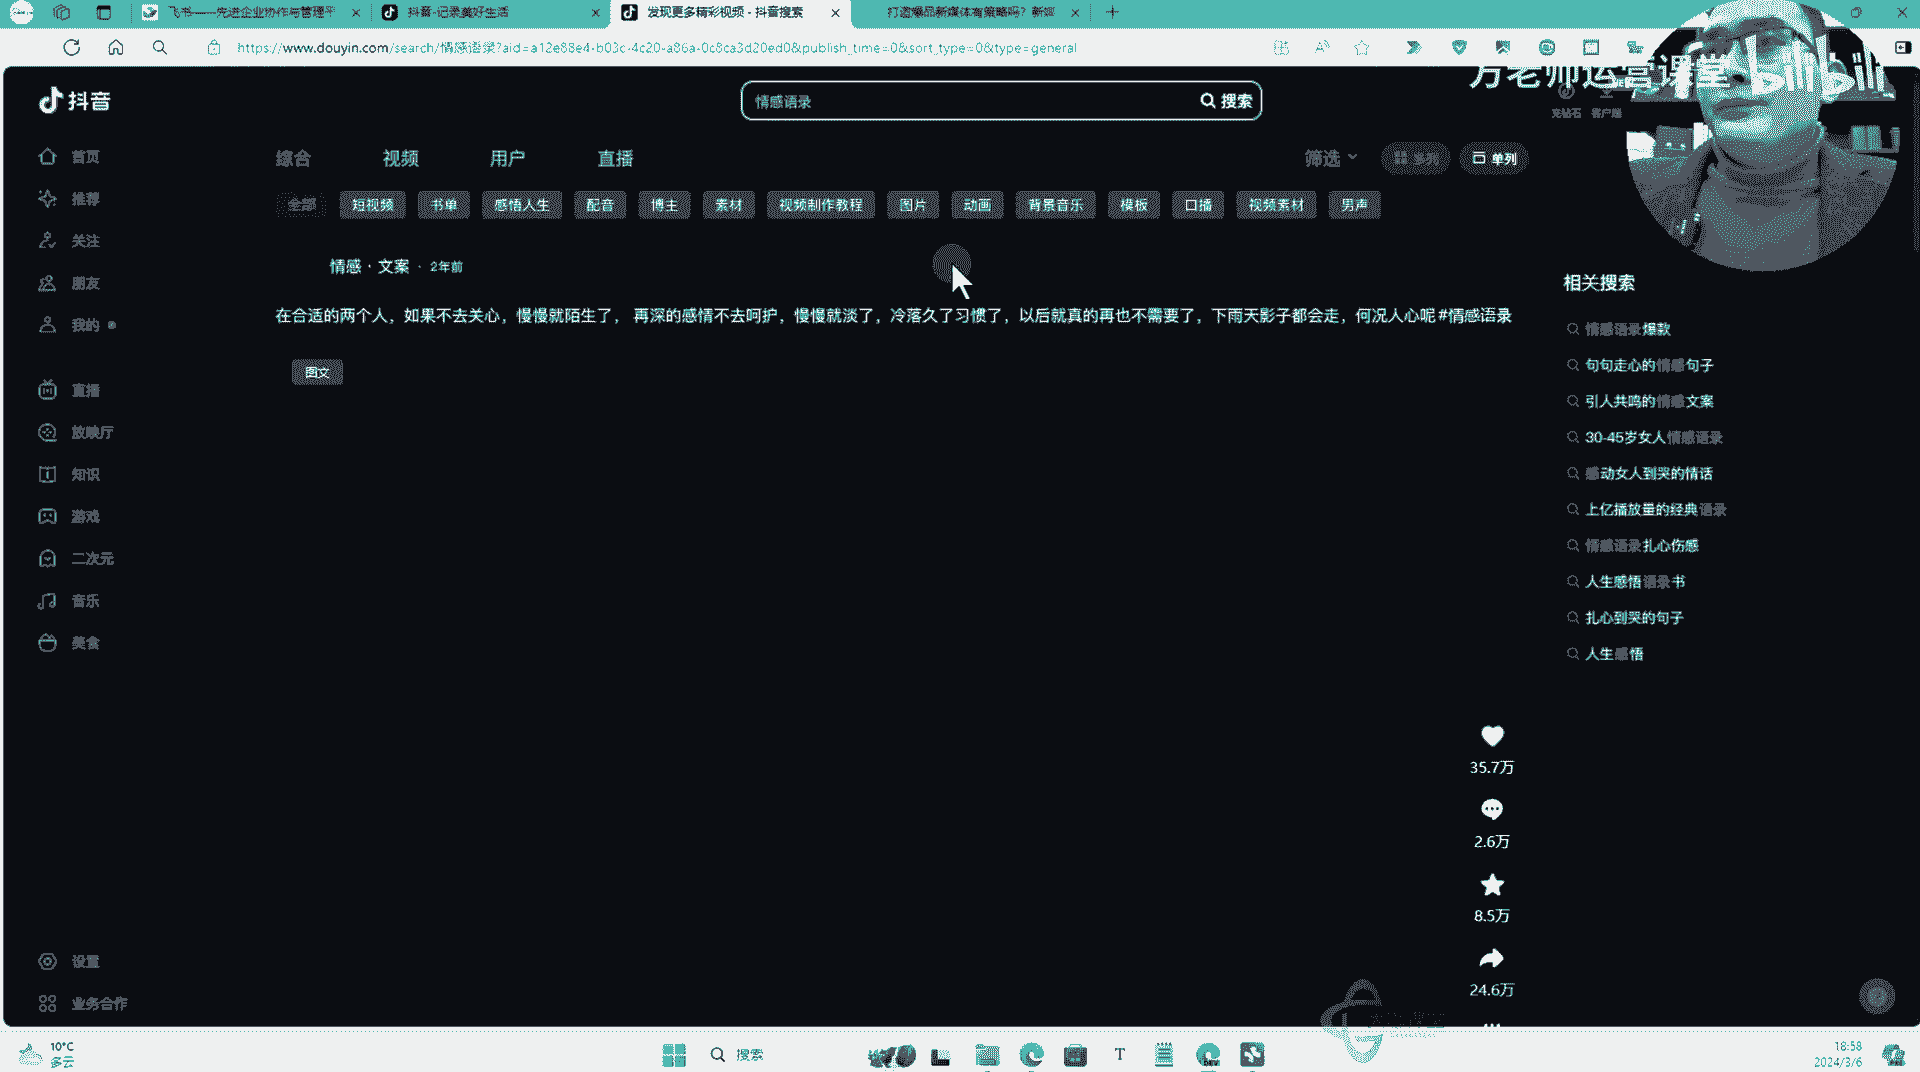 飞书——先进企业协作与管理平
抖音-记录美好生活
发现更多精彩视频 - 抖音搜索
打造爆品新媒体有策略吗？新媒
https://www.douyin.com/search/情感语录?aid=a12e88e4-b03c-4c20-a86a-0c8ca3d20ed0&publish_time=0&sort_type=0&type=general
万老师运营课堂 bilibili
抖音
情感语录
搜索
充钻石
客户端
首页
推荐
关注
朋友
我的
直播
放映厅
知识
游戏
二次元
音乐
美食
设置
业务合作
综合
视频
用户
直播
筛选
多列
单列
全部
短视频
书单
感悟人生
配音
博主
素材
视频制作教程
图片
动画
背景音乐
模板
口播
视频素材
男声
情感·文案 · 2年前
在合适的两个人，如果不去关心，慢慢就陌生了， 再深的感情不去呵护，慢慢就淡了，冷落久了习惯了，以后就真的再也不需要了，下雨天影子都会走，何况人心呢#情感语录
图文
35.7万
2.6万
8.5万
24.6万
相关搜索
情感语录爆款
句句走心的情感句子
引人共鸣的情感文案
30-45岁女人情感语录
感动女人到哭的情话
上亿播放量的经典语录
情感语录扎心伤感
人生感悟语录书
扎心到哭的句子
人生感悟
10°C
多云
搜索
18:58
2024/3/6